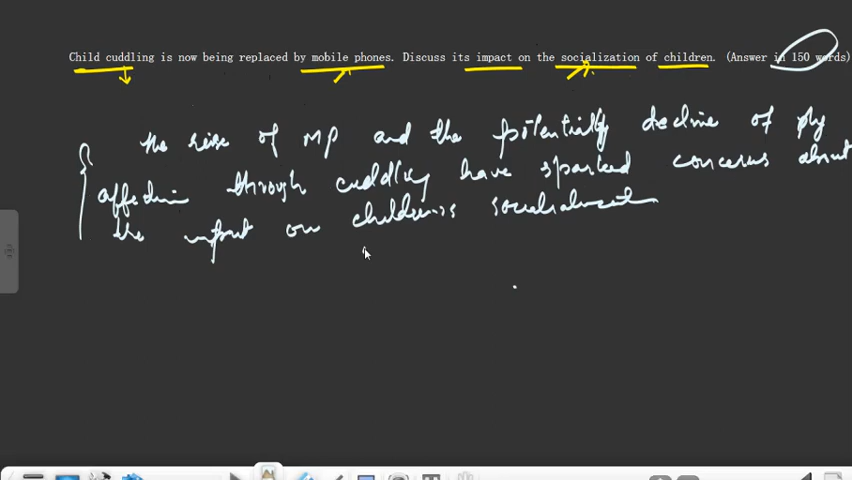 Child cuddling is now being replaced by mobile phones. Discuss its impact on the socialization of children. (Answer in 150 words)
the rise of MP and the potentially decline of phy
affection through cuddling have sparked concerns about
the impact on children's